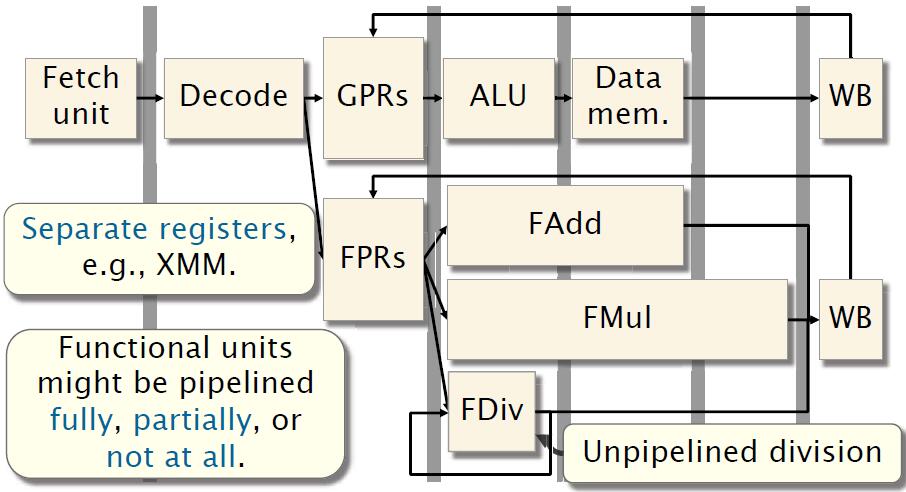 Fetch
unit
Decode
GPRs
ALU
Data
mem.
WB
Separate registers,
e.g., XMM.
FPRs
FAdd
FMul
WB
Functional units
might be pipelined
fully, partially, or
not at all.
FDiv
Unpipelined division